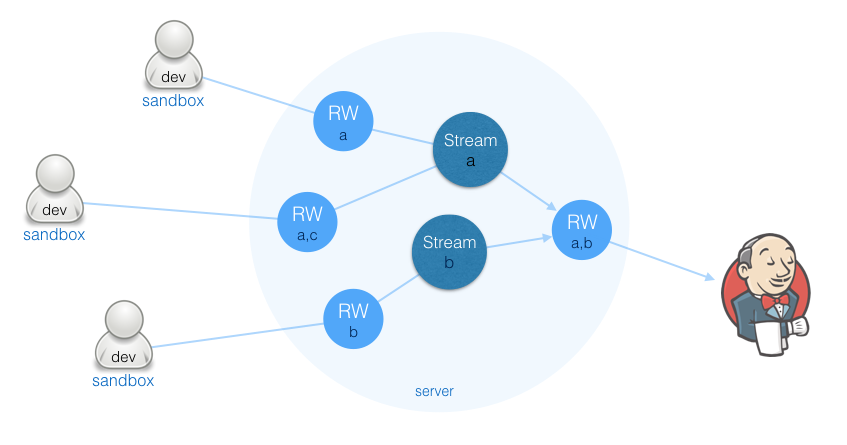 dev
sandbox
RW
a
Stream
a
dev
sandbox
RW
a,c
RW
a,b
Stream
b
RW
b
dev
sandbox
server